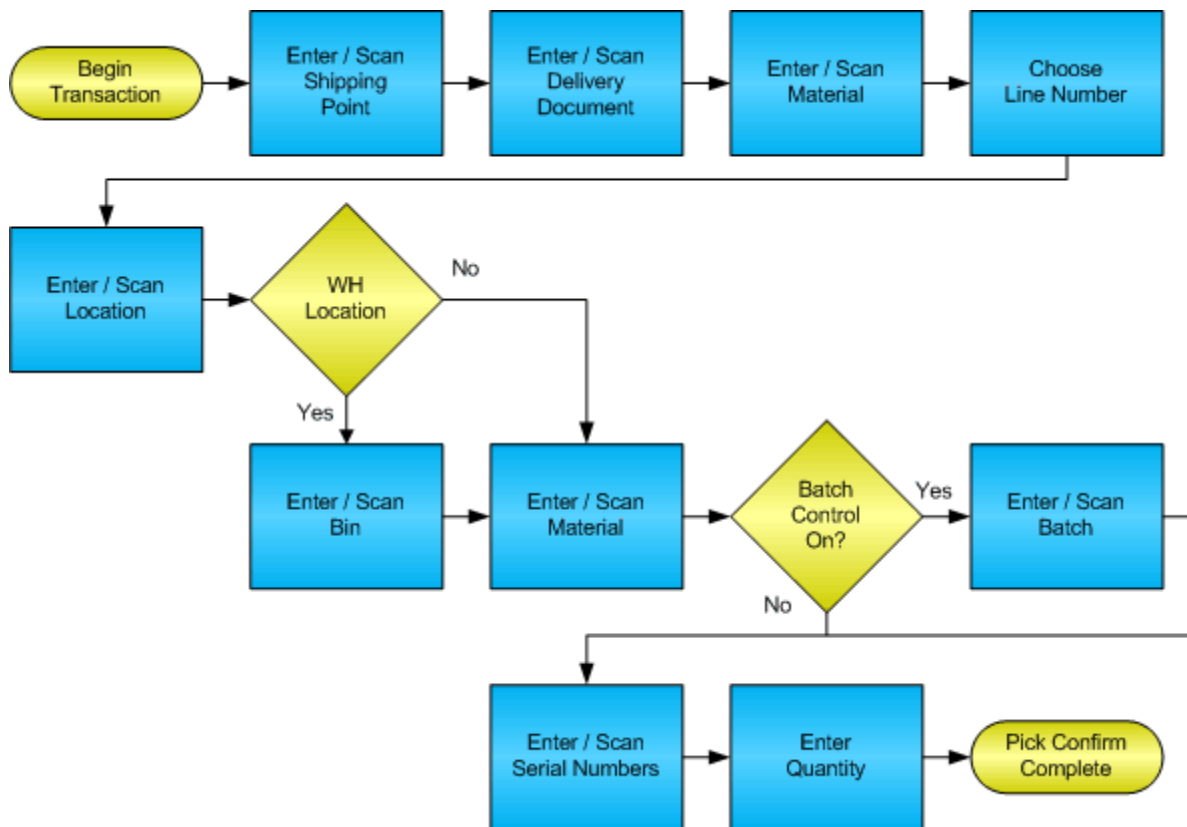 Begin
Transaction
Enter / Scan
Shipping
Point
Enter / Scan
Delivery
Document
Enter / Scan
Material
Choose
Line Number
Enter / Scan
Location
WH
Location
No
Yes
Enter / Scan
Bin
Enter / Scan
Material
Batch
Control
On?
Yes
No
Enter / Scan
Batch
Enter / Scan
Serial Numbers
Enter
Quantity
Pick Confirm
Complete